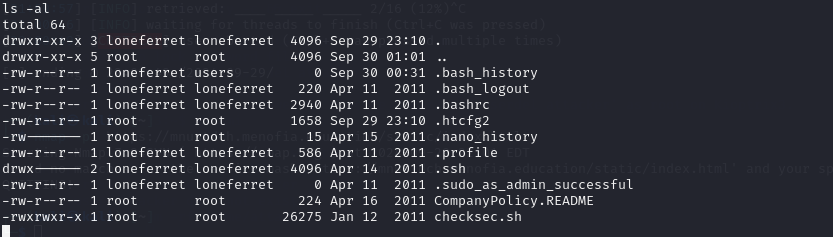 ls -al
total 64
drwxr-xr-x 3 loneferret loneferret  4096 Sep 29 23:10 .
drwxr-xr-x 5 root       root        4096 Sep 30 01:01 ..
-rw-r--r-- 1 loneferret users          0 Sep 30 00:31 .bash_history
-rw-r--r-- 1 loneferret loneferret   220 Apr 11  2011 .bash_logout
-rw-r--r-- 1 loneferret loneferret  2940 Apr 11  2011 .bashrc
-rw-r--r-- 1 root       root        1658 Sep 29 23:10 .htcfg2
-rw------- 1 root       root          15 Apr 15  2011 .nano_history
-rw-r--r-- 1 loneferret loneferret   586 Apr 11  2011 .profile
drwx------ 2 loneferret loneferret  4096 Apr 14  2011 .ssh
-rw-r--r-- 1 loneferret loneferret     0 Apr 11  2011 .sudo_as_admin_successful
-rw-r--r-- 1 root       root         224 Apr 16  2011 CompanyPolicy.README
-rwxrwxr-x 1 root       root       26275 Jan 12  2011 checksec.sh